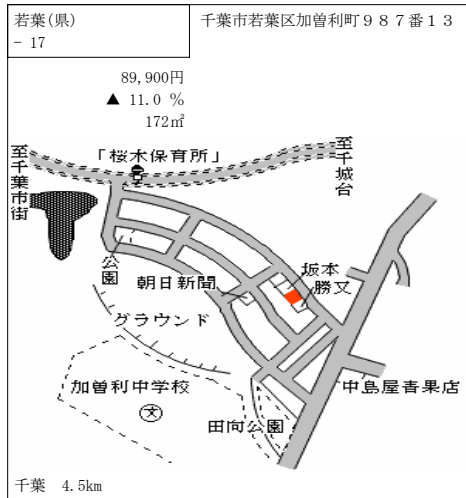 若葉(県)
- 17
千葉市若葉区加曽利町９８７番１３
89,900円
▲ 11.0 %
172㎡
「桜木保育所」
至千葉市街
至千城台
公園
朝日新聞
坂本
勝又
グラウンド
加曽利中学校
文
中島屋青果店
田向公園
千葉 4.5km